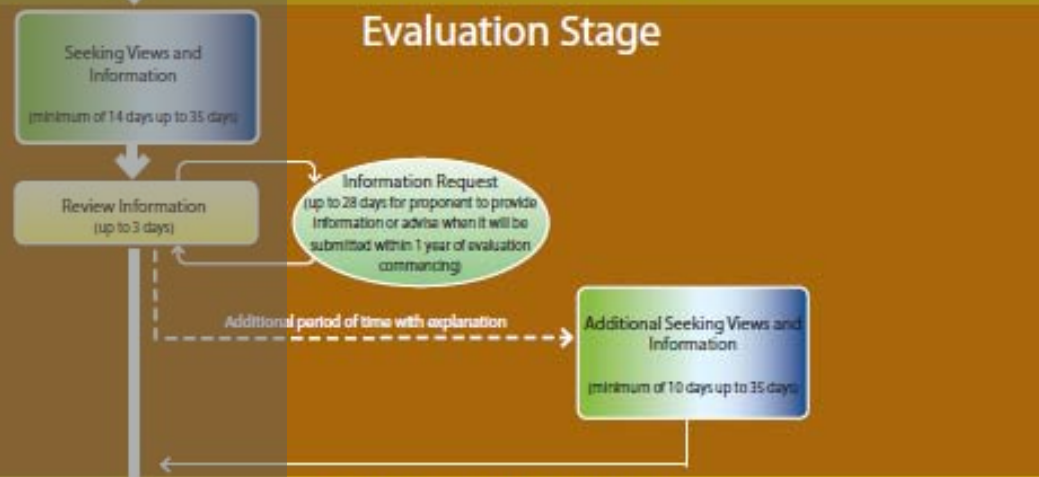 Evaluation Stage
Seeking Views and
Information
(minimum of 14 days up to 35 days)
Review Information
(up to 3 days)
Information Request
(up to 28 days for proponent to provide
information or advise when it will be
submitted within 1 year of evaluation
commencing)
Additional period of time with explanation
Additional Seeking Views and
Information
(minimum of 10 days up to 35 days)